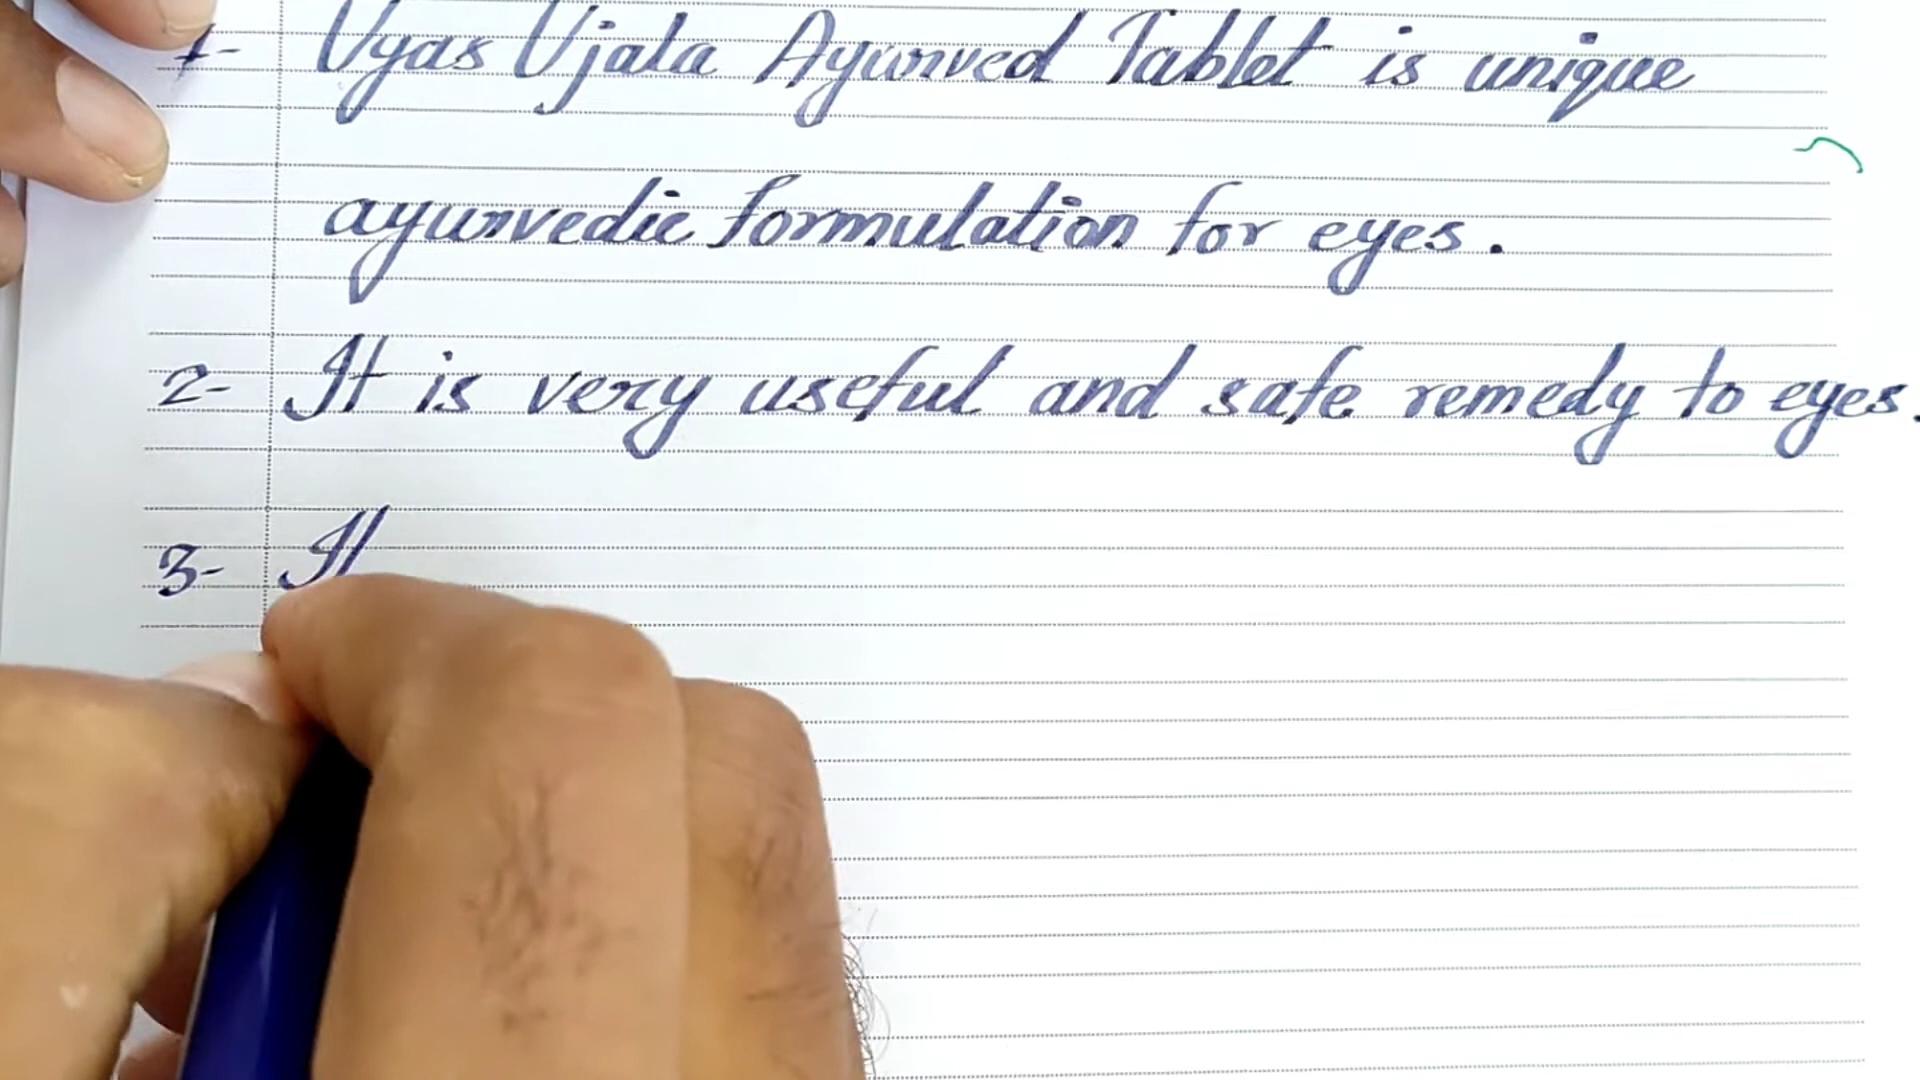 1- Vyas Vjala Ayurved Tablet is unique
ayurvedic formulation for eyes.
2- It is very useful and safe remedy to eyes.
3- It